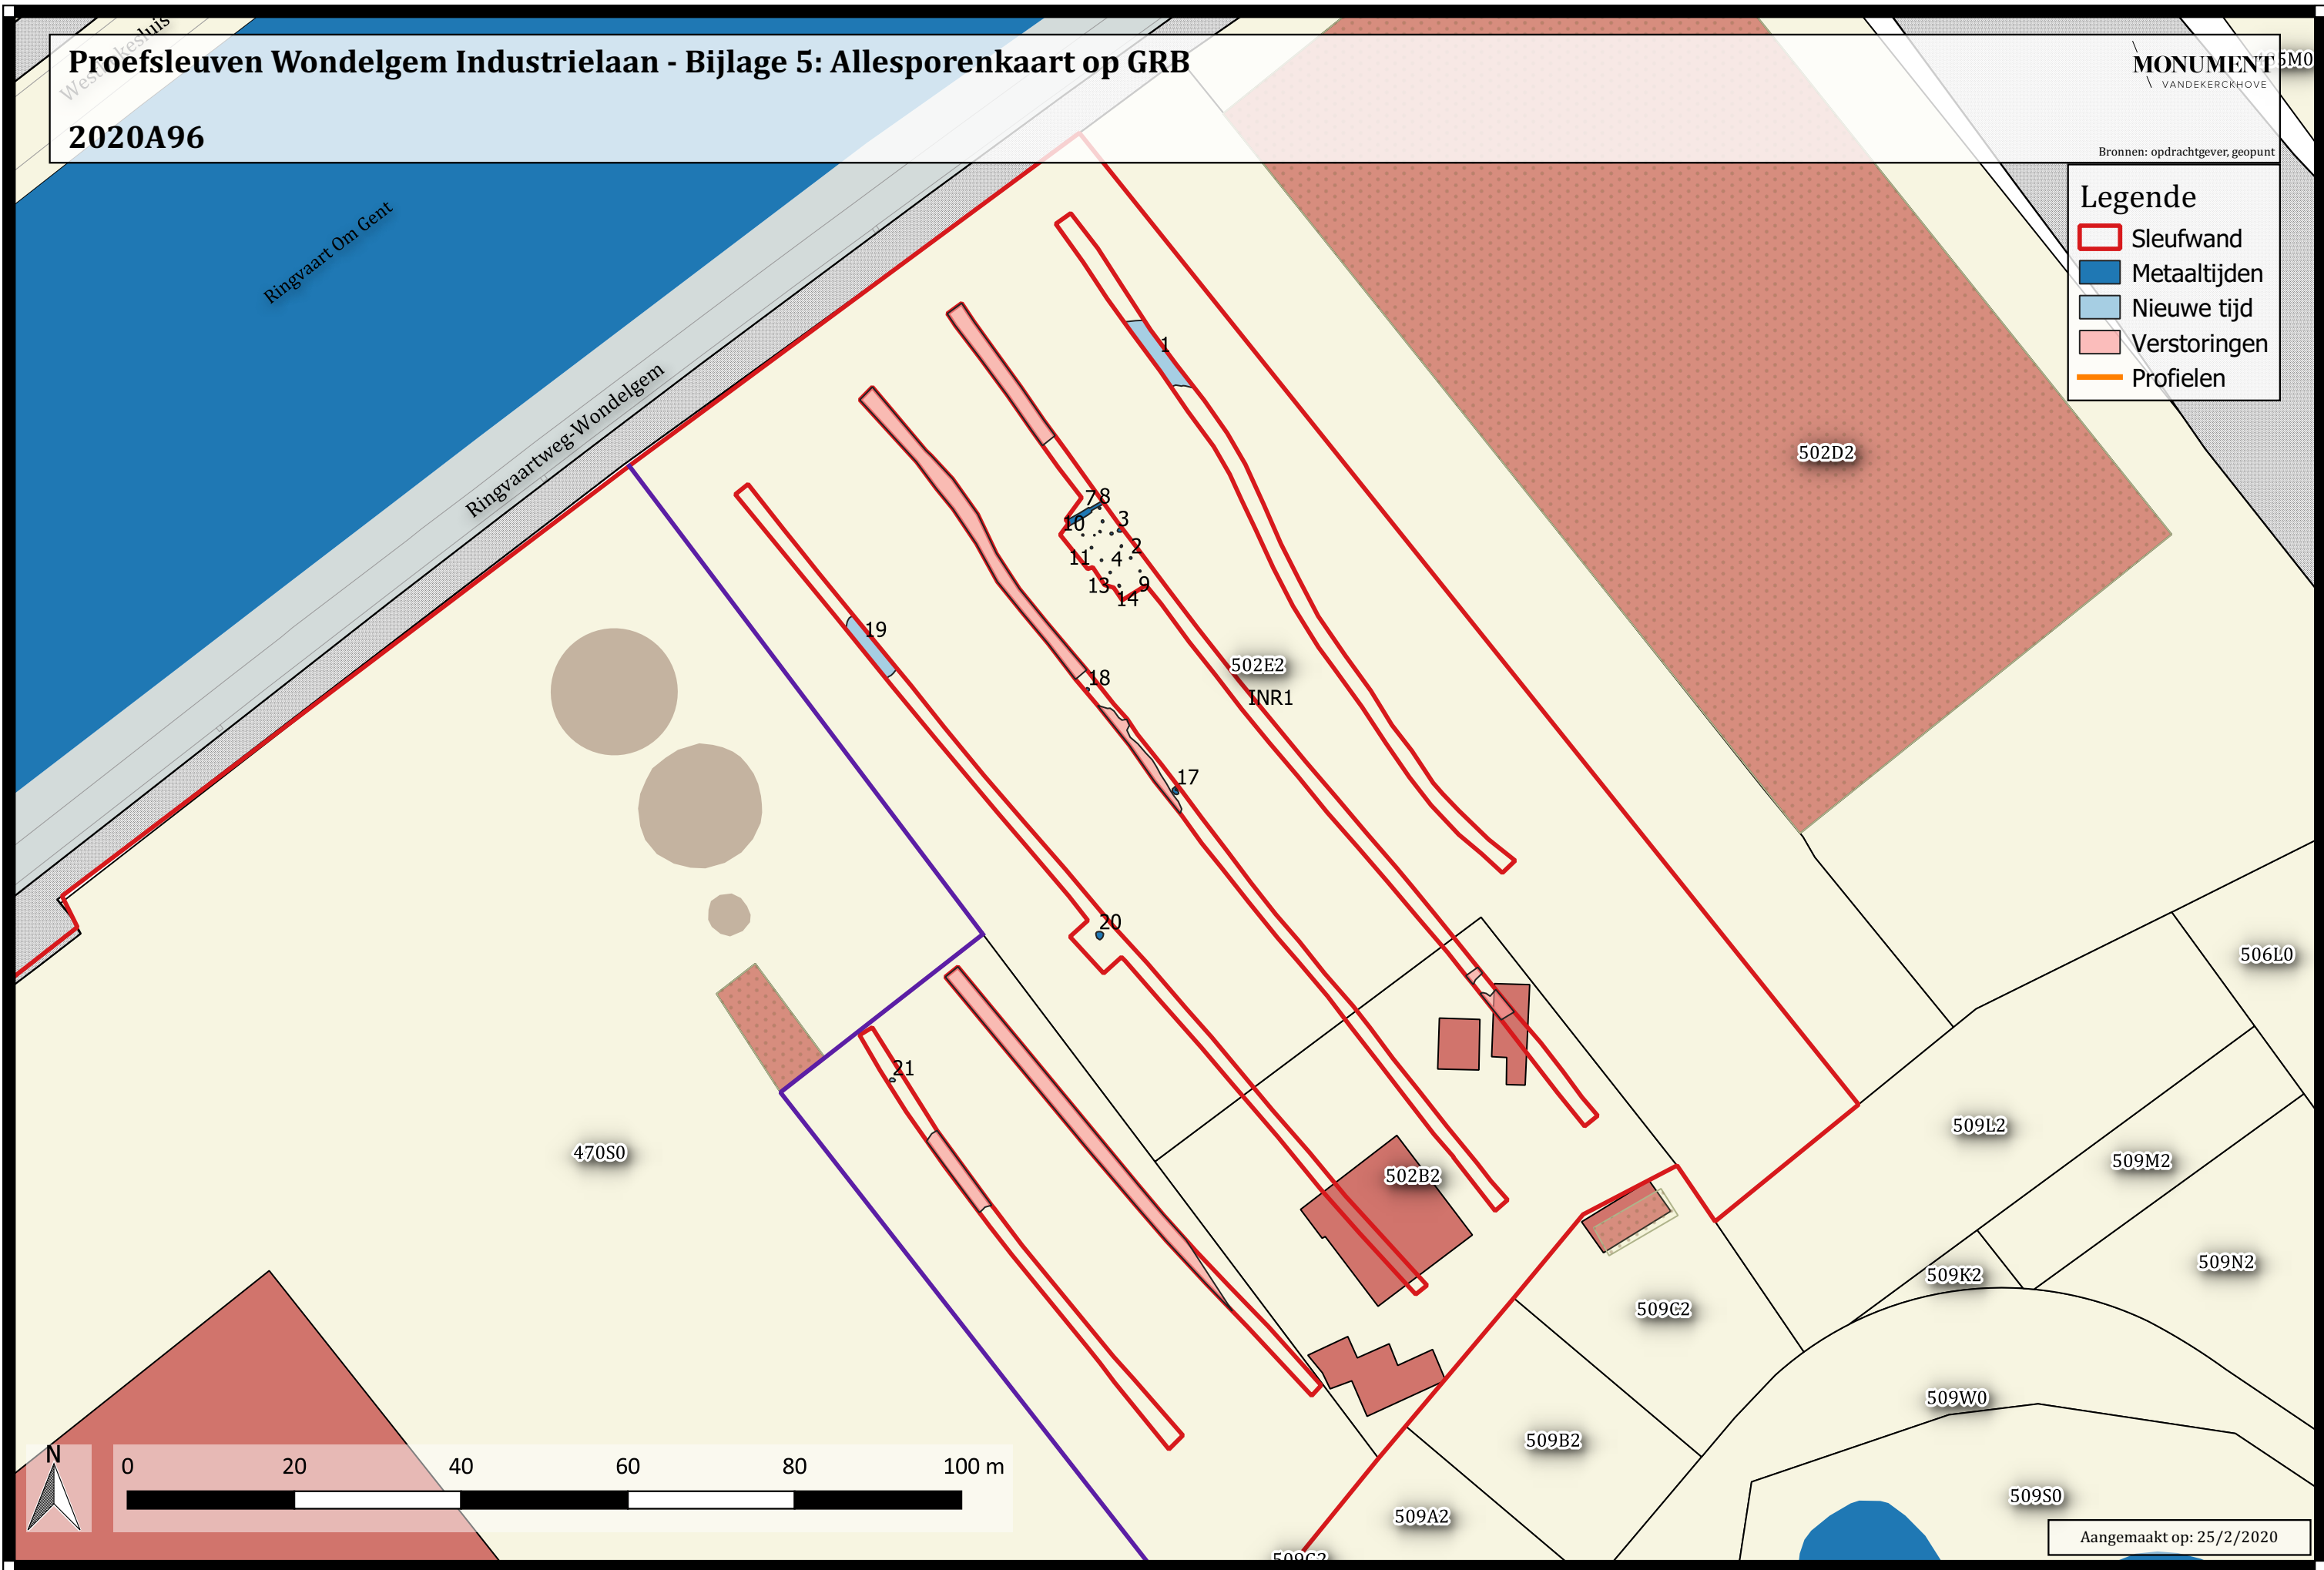 Westbekesluis
Proefsleuven Wondelgem Industrielaan - Bijlage 5: Allesporenkaart op GRB
2020A96
MONUMENT
VANDEKERCKHOVE
Bronnen: opdrachtgever, geopunt
Legende
Sleufwand
Metaaltijden
Nieuwe tijd
Verstoringen
Profielen
Ringvaart Om Gent
Ringvaartweg-Wondelgem
1
502D2
7 8
3
10
2
11
4
13
9
14
19
502E2
18
INR1
17
20
506L0
21
509L2
470S0
509M2
502B2
509N2
509K2
509C2
509W0
509B2
509S0
509A2
509G2
N
0 20 40 60 80 100 m
Aangemaakt op: 25/2/2020